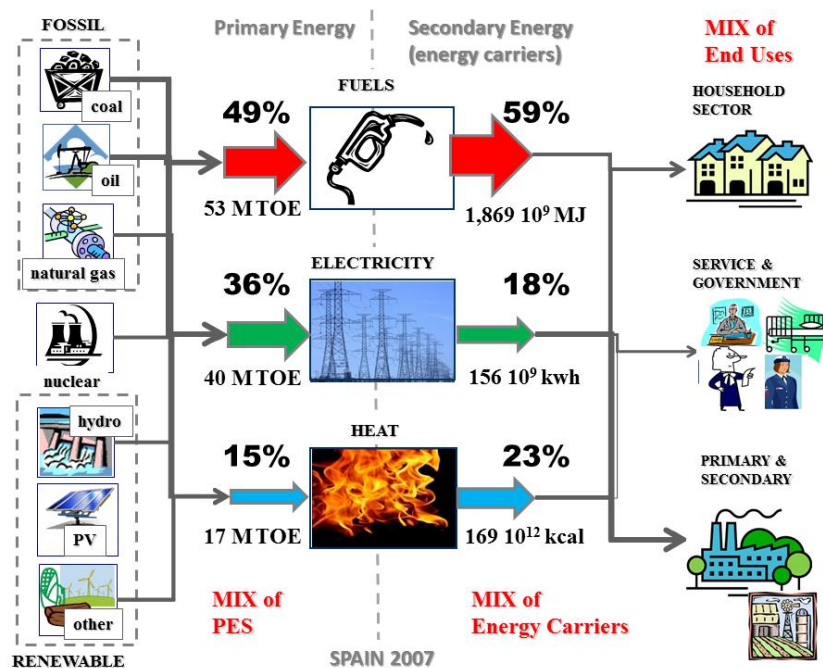 FOSSIL
coal
oil
natural gas
nuclear
hydro
PV
other
RENEWABLE
Primary Energy
Secondary Energy
(energy carriers)
MIX of
End Uses
FUELS
49%
59%
53 M TOE
1,869 10⁹ MJ
ELECTRICITY
36%
18%
40 M TOE
156 10⁹ kwh
HEAT
15%
23%
17 M TOE
169 10¹² kcal
MIX of
PES
MIX of
Energy Carriers
SPAIN 2007
HOUSEHOLD
SECTOR
SERVICE &
GOVERNMENT
PRIMARY &
SECONDARY